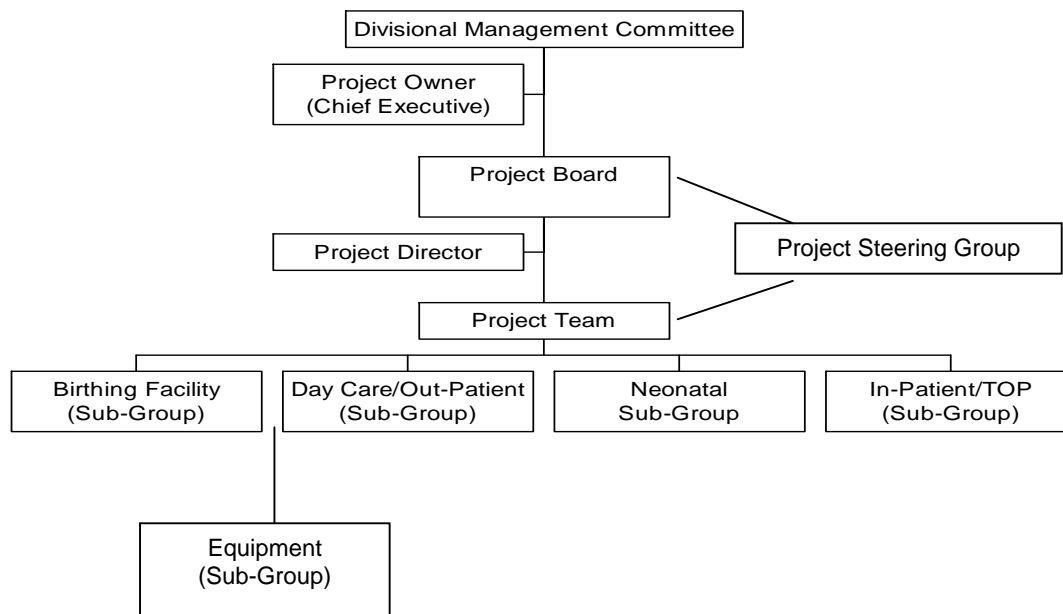 Divisional Management Committee
Project Owner
(Chief Executive)
Project Board
Project Director
Project Steering Group
Project Team
Birthing Facility
(Sub-Group)
Day Care/Out-Patient
(Sub-Group)
Neonatal
Sub-Group
In-Patient/TOP
(Sub-Group)
Equipment
(Sub-Group)